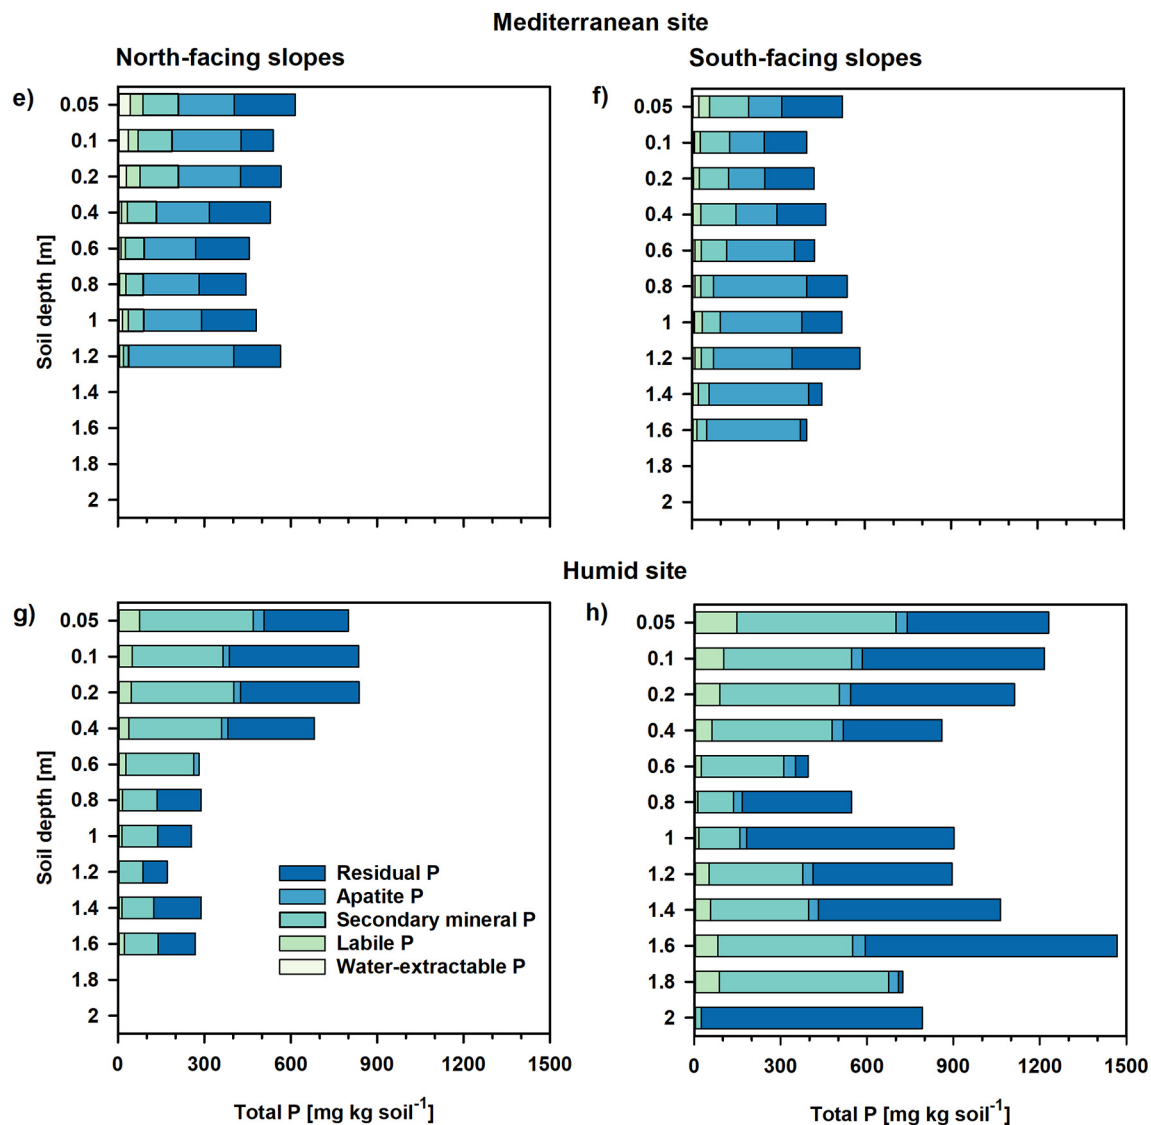 Mediterranean site
North-facing slopes
South-facing slopes
e)
0.05
0.1
0.2
0.4
0.6
0.8
1
1.2
1.4
1.6
1.8
2
Soil depth [m]
f)
0.05
0.1
0.2
0.4
0.6
0.8
1
1.2
1.4
1.6
1.8
2
Humid site
g)
0.05
0.1
0.2
0.4
0.6
0.8
1
1.2
1.4
1.6
1.8
2
Soil depth [m]
Residual P
Apatite P
Secondary mineral P
Labile P
Water-extractable P
0 300 600 900 1200 1500
Total P [mg kg soil⁻¹]
h)
0.05
0.1
0.2
0.4
0.6
0.8
1
1.2
1.4
1.6
1.8
2
0 300 600 900 1200 1500
Total P [mg kg soil⁻¹]